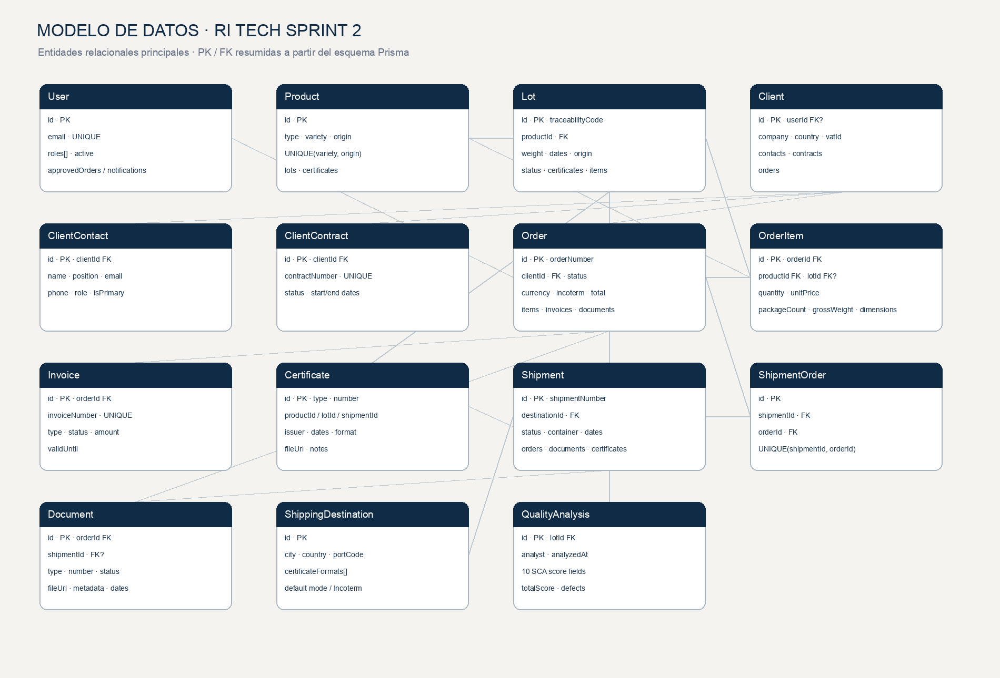 MODELO DE DATOS · RI TECH SPRINT 2
Entidades relacionales principales · PK / FK resumidas a partir del esquema Prisma
User
id · PK
email · UNIQUE
roles[] · active
approvedOrders / notifications
Product
id · PK
type · variety · origin
UNIQUE(variety, origin)
lots · certificates
Lot
id · PK · traceabilityCode
productId · FK
weight · dates · origin
status · certificates · items
Client
id · PK · userId FK?
company · country · vatId
contacts · contracts
orders
ClientContact
id · PK · clientId FK
name · position · email
phone · role · isPrimary
ClientContract
id · PK · clientId FK
contractNumber · UNIQUE
status · start/end dates
Order
id · PK · orderNumber
clientId · FK · status
currency · incoterm · total
items · invoices · documents
OrderItem
id · PK · orderId FK
productId FK · lotId FK?
quantity · unitPrice
packageCount · grossWeight · dimensions
Invoice
id · PK · orderId FK
invoiceNumber · UNIQUE
type · status · amount
validUntil
Certificate
id · PK · type · number
productId / lotId / shipmentId
issuer · dates · format
fileUrl · notes
Shipment
id · PK · shipmentNumber
destinationId · FK
status · container · dates
orders · documents · certificates
ShipmentOrder
id · PK
shipmentId · FK
orderId · FK
UNIQUE(shipmentId, orderId)
Document
id · PK · orderId FK
shipmentId · FK?
type · number · status
fileUrl · metadata · dates
ShippingDestination
id · PK
city · country · portCode
certificateFormats[]
default mode / Incoterm
QualityAnalysis
id · PK · lotId FK
analyst · analyzedAt
10 SCA score fields
totalScore · defects